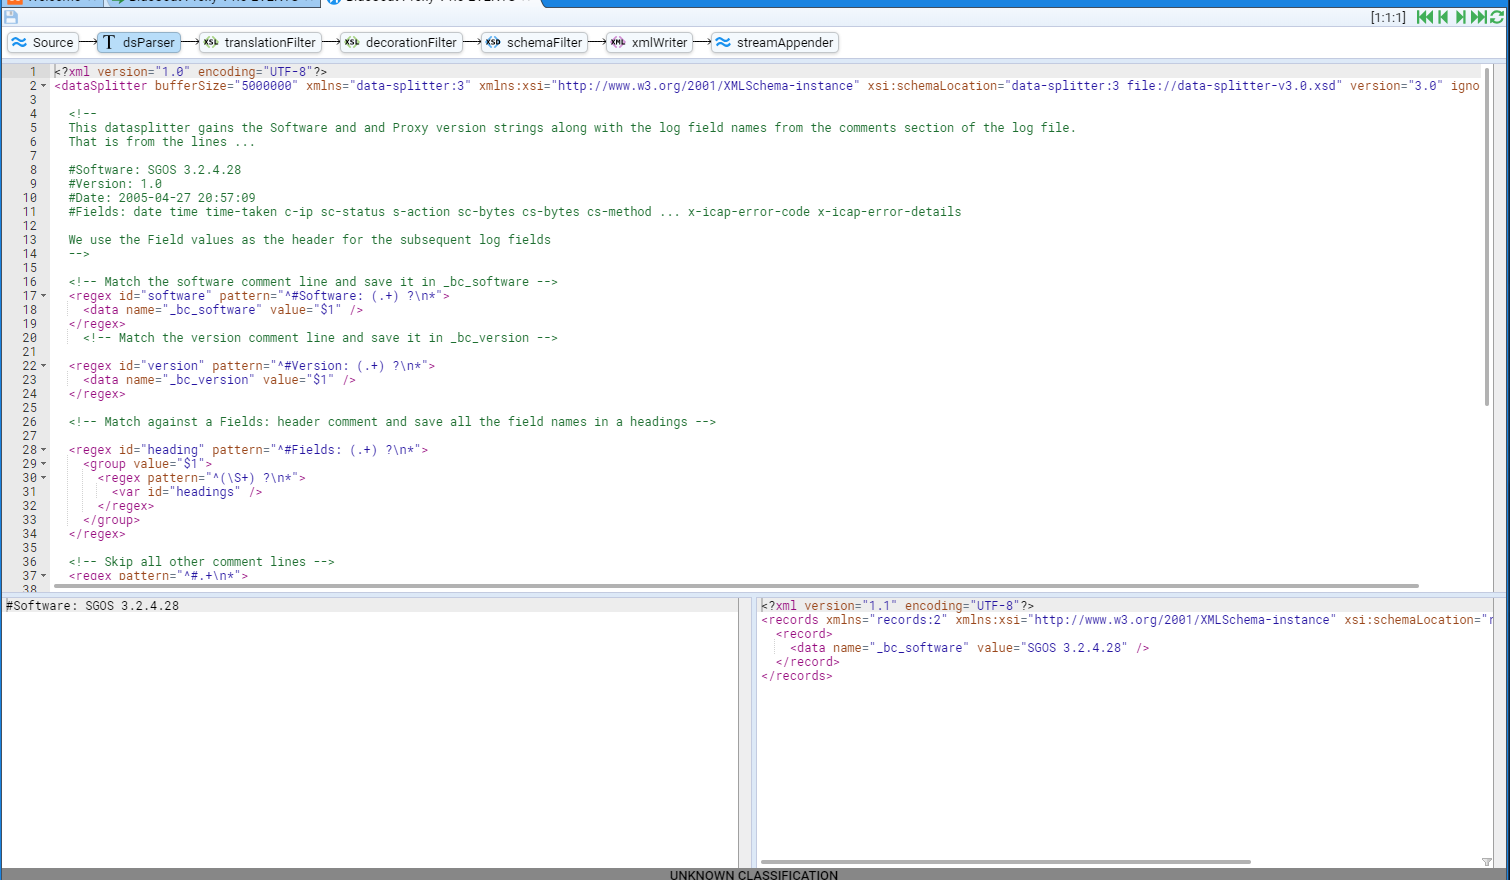 [1:1:1]
Source dsParser translationFilter decorationFilter schemaFilter xmlWriter streamAppender
1 <?xml version="1.0" encoding="UTF-8"?>
2 <dataSplitter bufferSize="5000000" xmlns="data-splitter:3" xmlns:xsi="http://www.w3.org/2001/XMLSchema-instance" xsi:schemaLocation="data-splitter:3 file://data-splitter-v3.0.xsd" version="3.0" igno
3
4 <!--
5 This datasplitter gains the Software and and Proxy version strings along with the log field names from the comments section of the log file.
6 That is from the lines ...
7
8 #Software: SGOS 3.2.4.28
9 #Version: 1.0
10 #Date: 2005-04-27 20:57:09
11 #Fields: date time time-taken c-ip sc-status s-action sc-bytes cs-bytes cs-method ... x-icap-error-code x-icap-error-details
12
13 We use the Field values as the header for the subsequent log fields
14 -->
15
16 <!-- Match the software comment line and save it in _bc_software -->
17 <regex id="software" pattern="^#Software: (.+) ?\n*">
18 <data name="_bc_software" value="$1" />
19 </regex>
20 <!-- Match the version comment line and save it in _bc_version -->
21
22 <regex id="version" pattern="^#Version: (.+) ?\n*">
23 <data name="_bc_version" value="$1" />
24 </regex>
25
26 <!-- Match against a Fields: header comment and save all the field names in a headings -->
27
28 <regex id="heading" pattern="^#Fields: (.+) ?\n*">
29 <group value="$1">
30 <regex pattern="^(\S+) ?\n*">
31 <var id="headings" />
32 </regex>
33 </group>
34 </regex>
35
36 <!-- Skip all other comment lines -->
37 <regex pattern="^#.+\n*">
38
#Software: SGOS 3.2.4.28
<?xml version="1.1" encoding="UTF-8"?>
<records xmlns="records:2" xmlns:xsi="http://www.w3.org/2001/XMLSchema-instance" xsi:schemaLocation="r
<record>
<data name="_bc_software" value="SGOS 3.2.4.28" />
</record>
</records>
UNKNOWN CLASSIFICATION